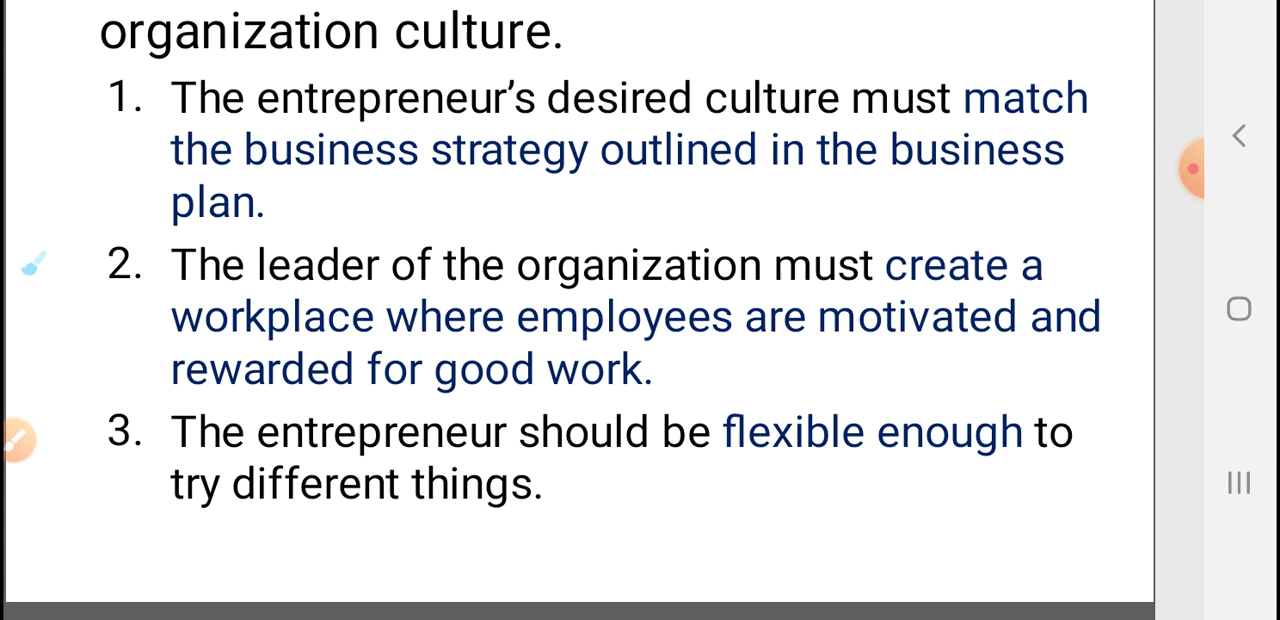 organization culture.
1. The entrepreneur’s desired culture must match
the business strategy outlined in the business
plan.
2. The leader of the organization must create a
workplace where employees are motivated and
rewarded for good work.
3. The entrepreneur should be flexible enough to
try different things.